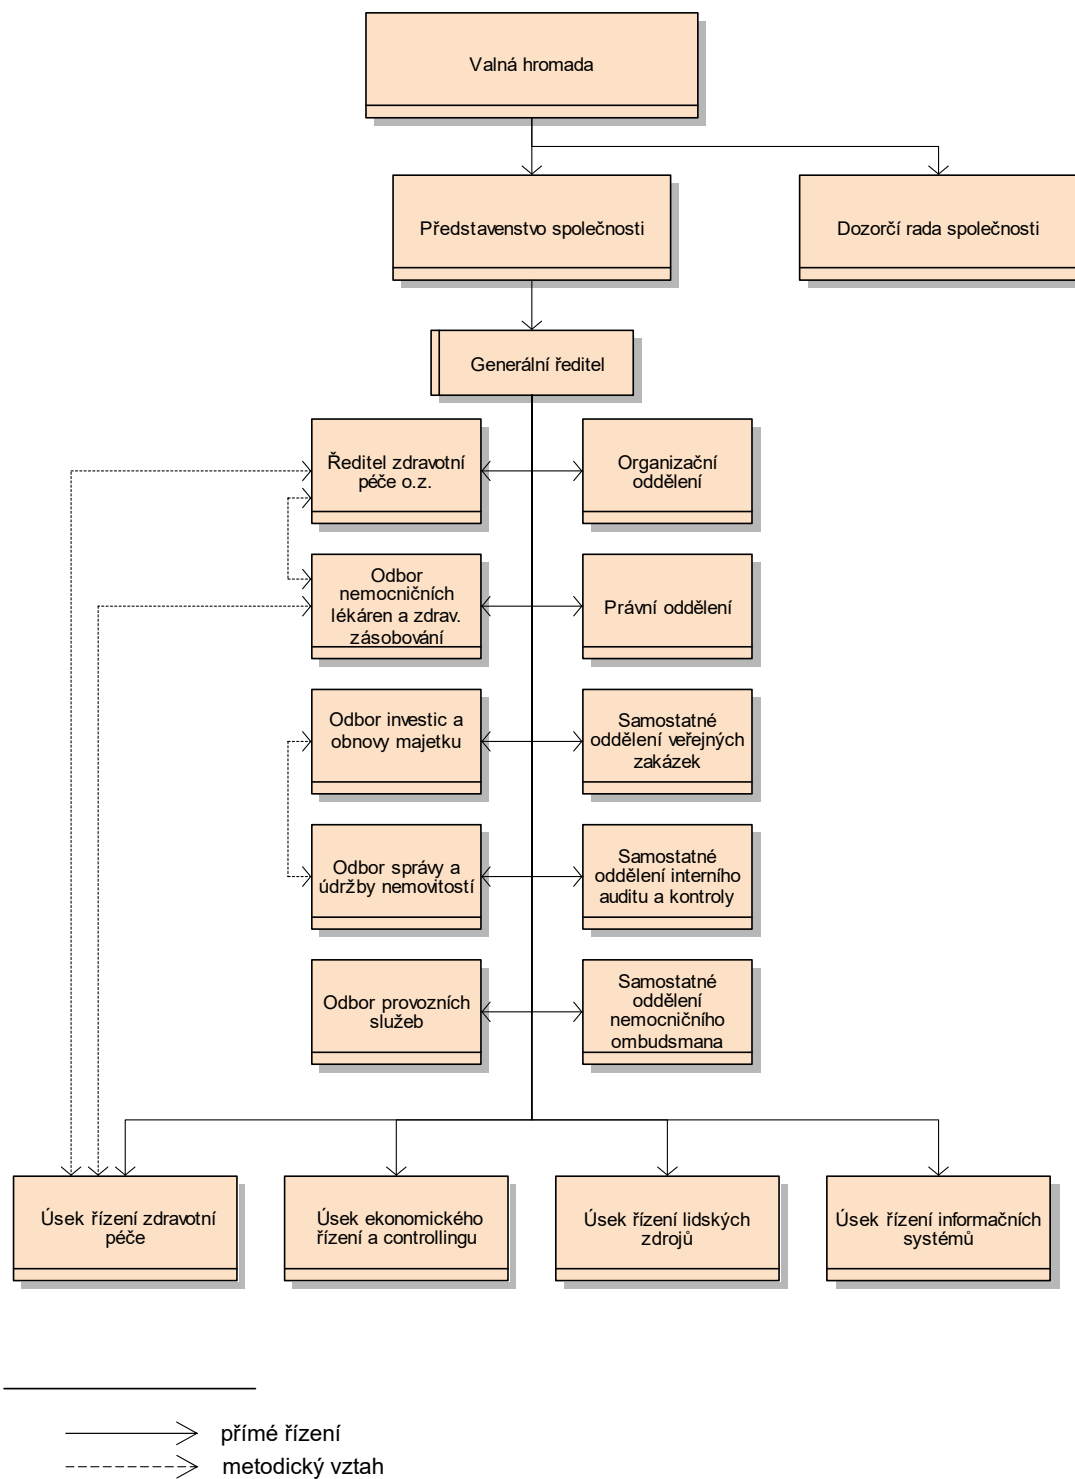 Valná hromada
Představenstvo společnosti
Dozorčí rada společnosti
Generální ředitel
Ředitel zdravotní
péče o.z.
Organizační
oddělení
Odbor
nemocničních
lékáren a zdrav.
zásobování
Právní oddělení
Odbor investic a
obnovy majetku
Samostatné
oddělení veřejných
zakázek
Odbor správy a
údržby nemovitostí
Samostatné
oddělení interního
auditu a kontroly
Odbor provozních
služeb
Samostatné
oddělení
nemocničního
ombudsmana
Úsek řízení zdravotní
péče
Úsek ekonomického
řízení a controllingu
Úsek řízení lidských
zdrojů
Úsek řízení informačních
systémů
přímé řízení
metodický vztah